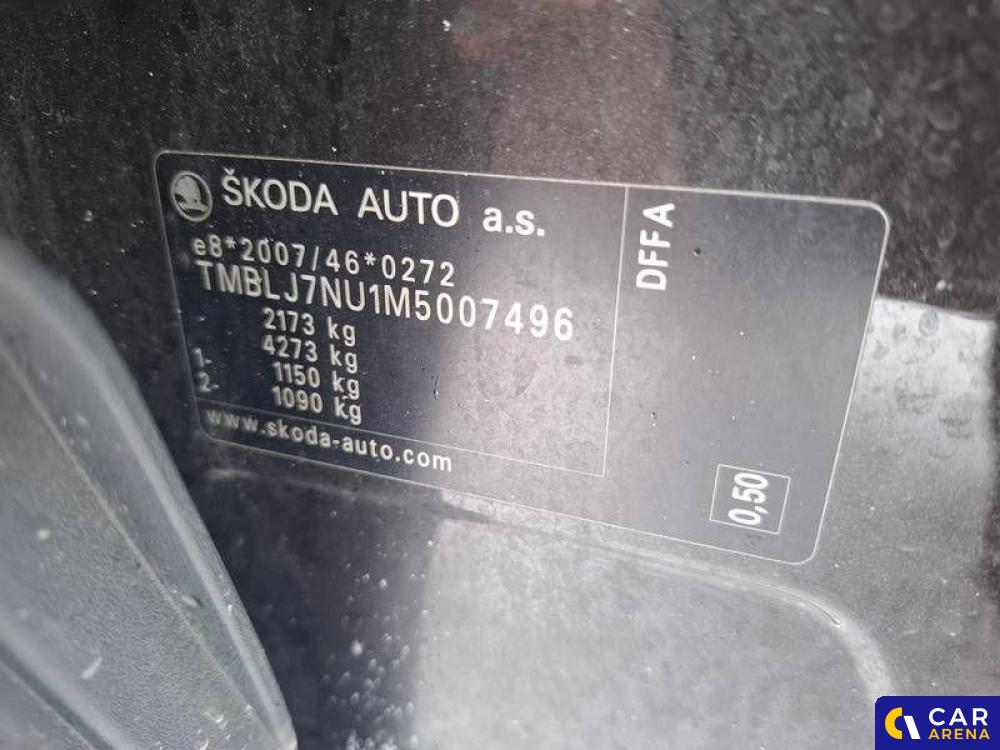 ŠKODA AUTO a.s.
e8*2007/46*0272
TMBLJ7NU1M5007496
2173 kg
4273 kg
1- 1150 kg
2- 1090 kg
www.skoda-auto.com
DFFA
0,50
CAR
ARENA